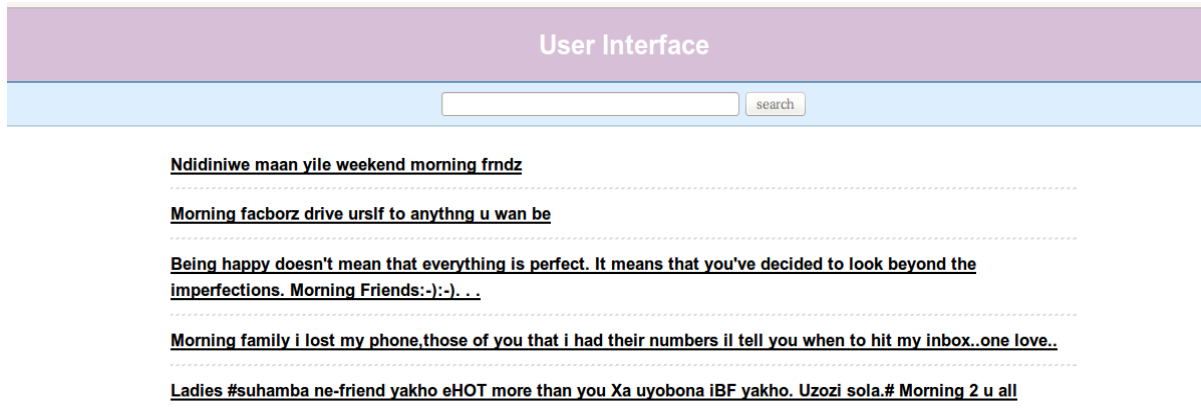 User Interface
search
Ndidiniwe maan yile weekend morning frndz
Morning facborz drive urslf to anythng u wan be
Being happy doesn't mean that everything is perfect. It means that you've decided to look beyond the
imperfections. Morning Friends:-):-). . .
Morning family i lost my phone,those of you that i had their numbers il tell you when to hit my inbox..one love..
Ladies #suhamba ne-friend yakho eHOT more than you Xa uyobona iBF yakho. Uzozi sola.# Morning 2 u all